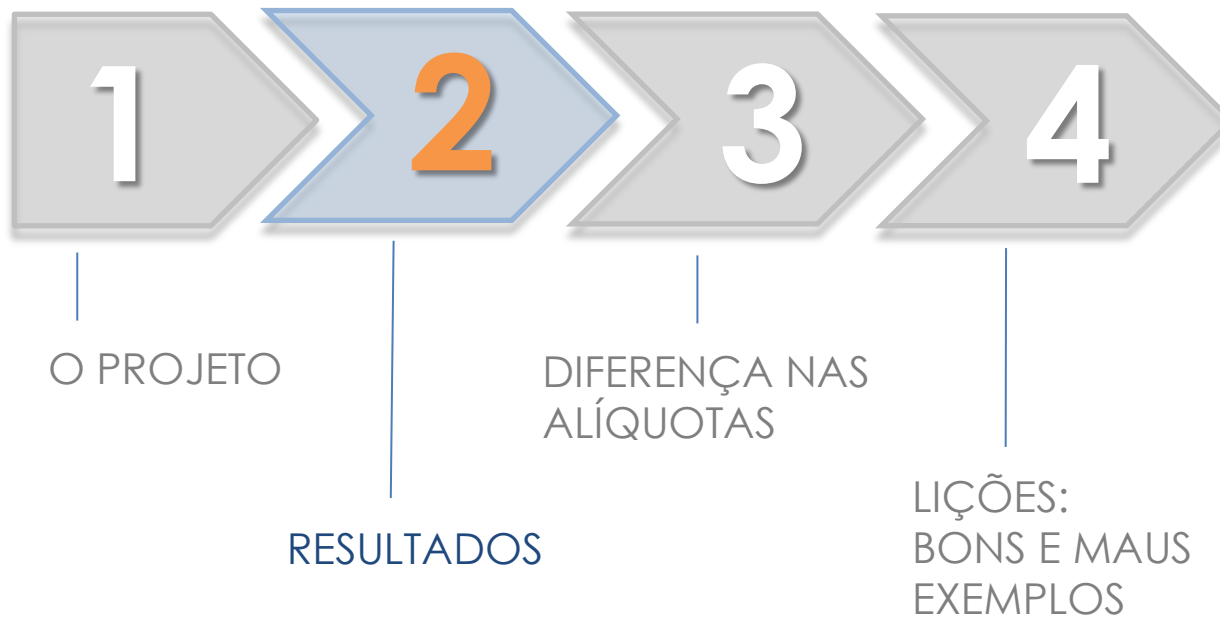 1
2
3
4
O PROJETO
RESULTADOS
DIFERENÇA NAS
ALÍQUOTAS
LIÇÕES:
BONS E MAUS
EXEMPLOS